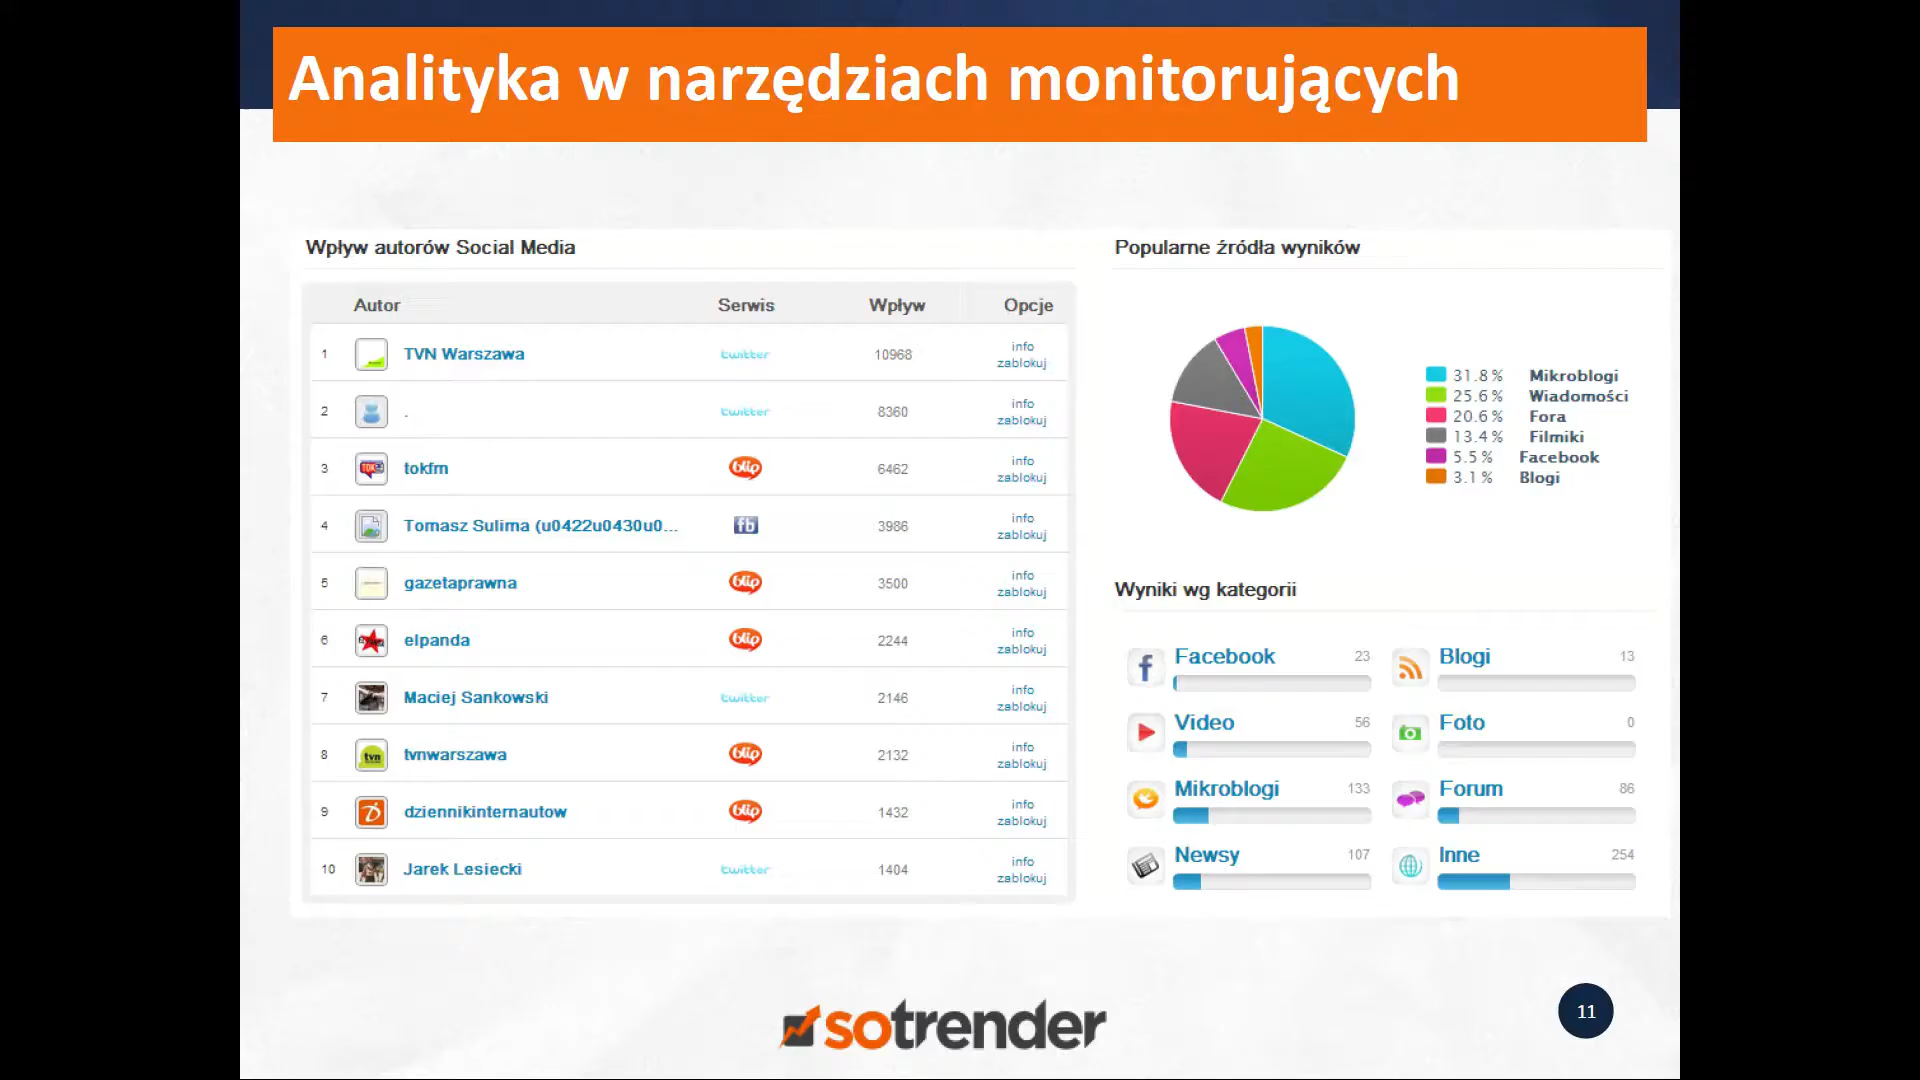 Analityka w narzędziach monitorujących
Wpływ autorów Social Media
Autor Serwis Wpływ Opcje
1 TVN Warszawa twitter 10968 info zablokuj
2 . twitter 8360 info zablokuj
3 tokfm blip 6462 info zablokuj
4 Tomasz Sulima (u0422u0430u0... fb 3986 info zablokuj
5 gazetaprawna blip 3500 info zablokuj
6 elpanda blip 2244 info zablokuj
7 Maciej Sankowski twitter 2146 info zablokuj
8 tvnwarszawa blip 2132 info zablokuj
9 dziennikinternautow blip 1432 info zablokuj
10 Jarek Lesiecki twitter 1404 info zablokuj
Popularne źródła wyników
31.8% Mikroblogi
25.6% Wiadomości
20.6% Fora
13.4% Filmiki
5.5% Facebook
3.1% Blogi
Wyniki wg kategorii
Facebook 23 Blogi 13
Video 56 Foto 0
Mikroblogi 133 Forum 86
Newsy 107 Inne 254
sotrender
11